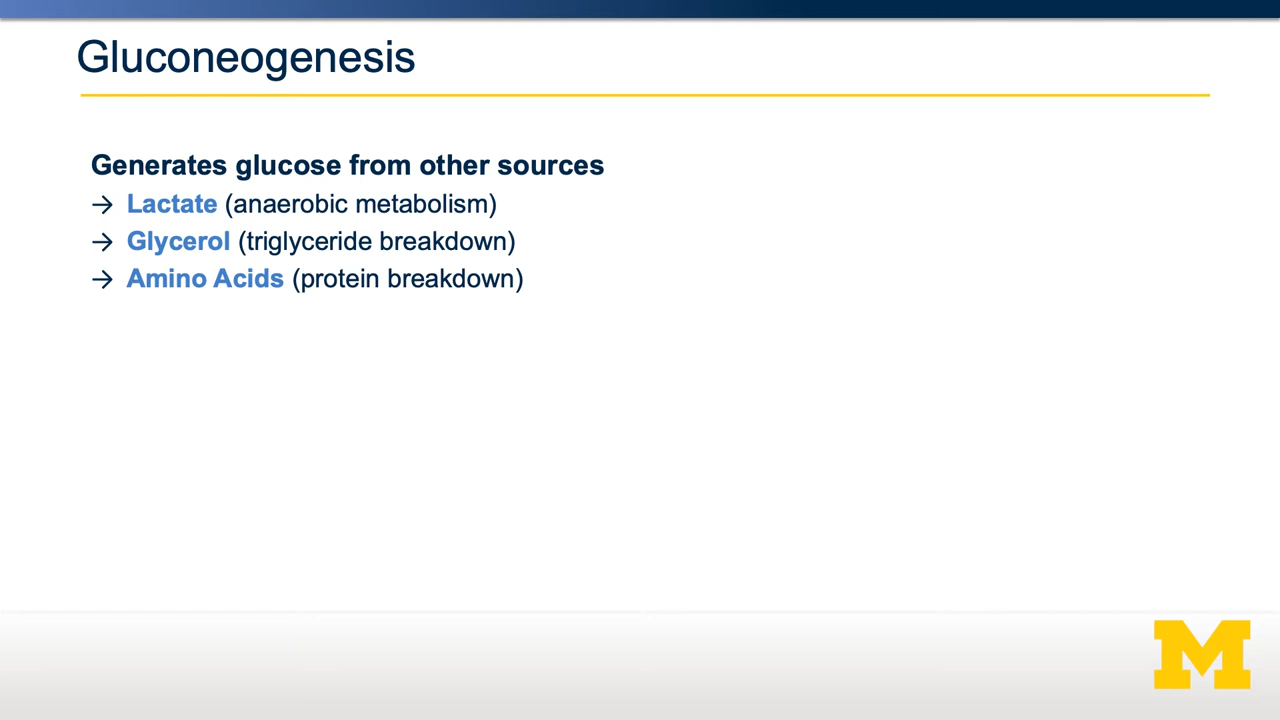 Gluconeogenesis
Generates glucose from other sources
→ Lactate (anaerobic metabolism)
→ Glycerol (triglyceride breakdown)
→ Amino Acids (protein breakdown)
M